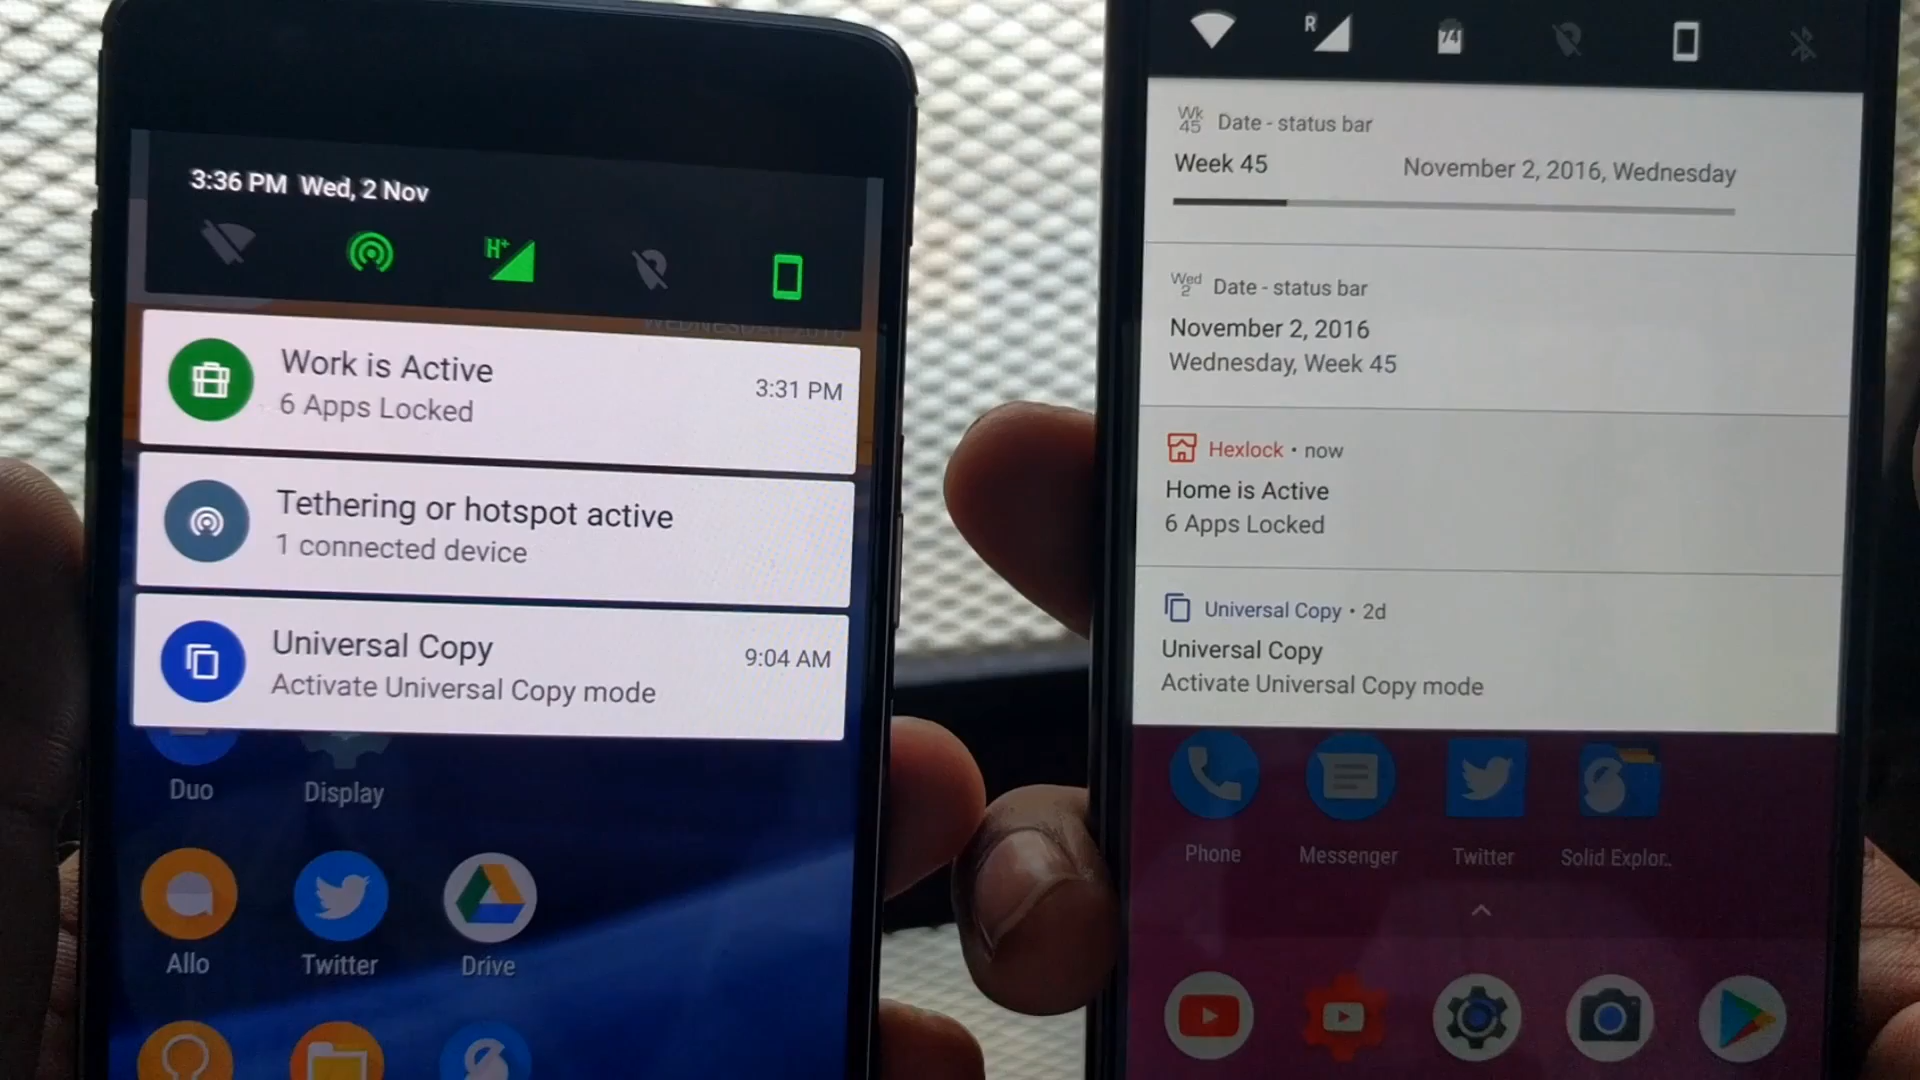 3:36 PM Wed, 2 Nov
H+
WEDNESDAY 2016
Work is Active
3:31 PM
6 Apps Locked
Tethering or hotspot active
1 connected device
Universal Copy
9:04 AM
Activate Universal Copy mode
Duo
Display
Allo
Twitter
Drive
R
74
Wk
45
Date - status bar
Week 45
November 2, 2016, Wednesday
Wed
2
Date - status bar
November 2, 2016
Wednesday, Week 45
Hexlock • now
Home is Active
6 Apps Locked
Universal Copy • 2d
Universal Copy
Activate Universal Copy mode
Phone
Messenger
Twitter
Solid Explor..